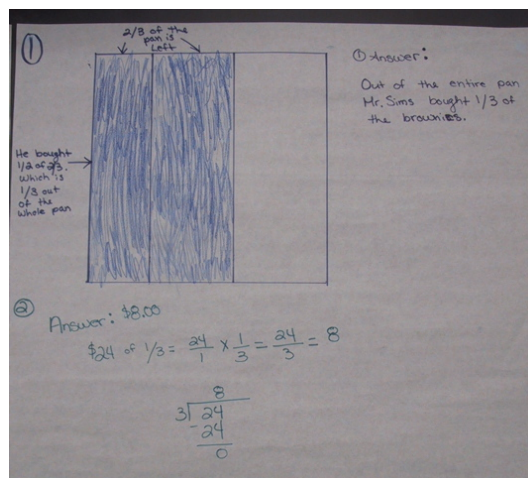 ①
2/3 of the
pan is
Left
He bought
1/2 of 2/3.
Which is
1/3 out
of the
whole pan
① Answer:
Out of the entire pan
Mr. Sims bought 1/3 of
the brownies.
②
Answer: $8.00
$24 of 1/3 = 24/1 × 1/3 = 24/3 = 8
8
3⟌24
-24
0